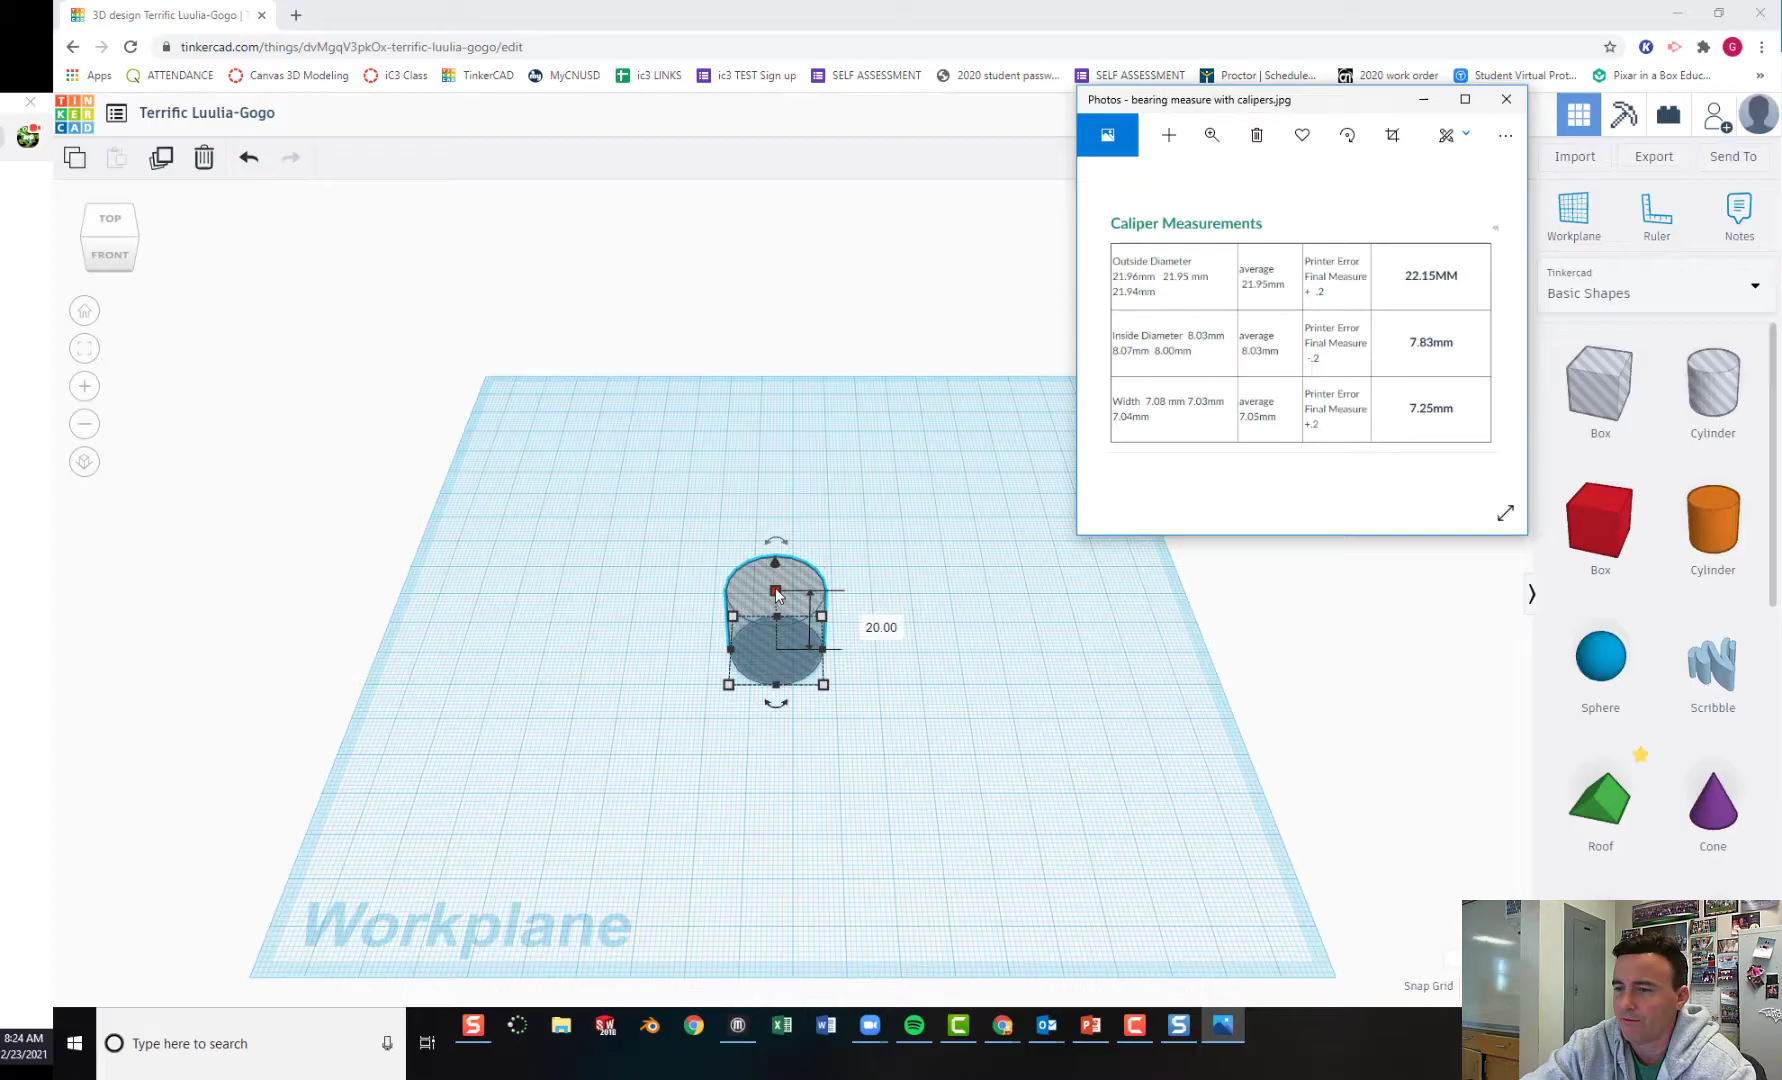 3D design Terrific Luulia-Gogo |
tinkercad.com/things/dvMgqV3pkOx-terrific-luulia-gogo/edit
G
Apps ATTENDANCE Canvas 3D Modeling iC3 Class TinkerCAD MyCNUSD ic3 LINKS ic3 TEST Sign up SELF ASSESSMENT 2020 student passw... SELF ASSESSMENT Proctor | Schedule... 2020 work order Student Virtual Prot... Pixar in a Box Educ... »
TIN
KER
CAD
Terrific Luulia-Gogo
Photos - bearing measure with calipers.jpg
Import Export Send To
TOP
FRONT
Workplane Ruler Notes
Tinkercad
Basic Shapes
Caliper Measurements
Outside Diameter
21.96mm 21.95 mm
21.94mm
average
21.95mm
Printer Error
Final Measure
+ .2
22.15MM
Inside Diameter 8.03mm
8.07mm 8.00mm
average
8.03mm
Printer Error
Final Measure
-.2
7.83mm
Width 7.08 mm 7.03mm
7.04mm
average
7.05mm
Printer Error
Final Measure
+.2
7.25mm
Box Cylinder
Box Cylinder
20.00
Sphere Scribble
Roof Cone
Workplane
Snap Grid
8:24 AM
2/23/2021
Type here to search